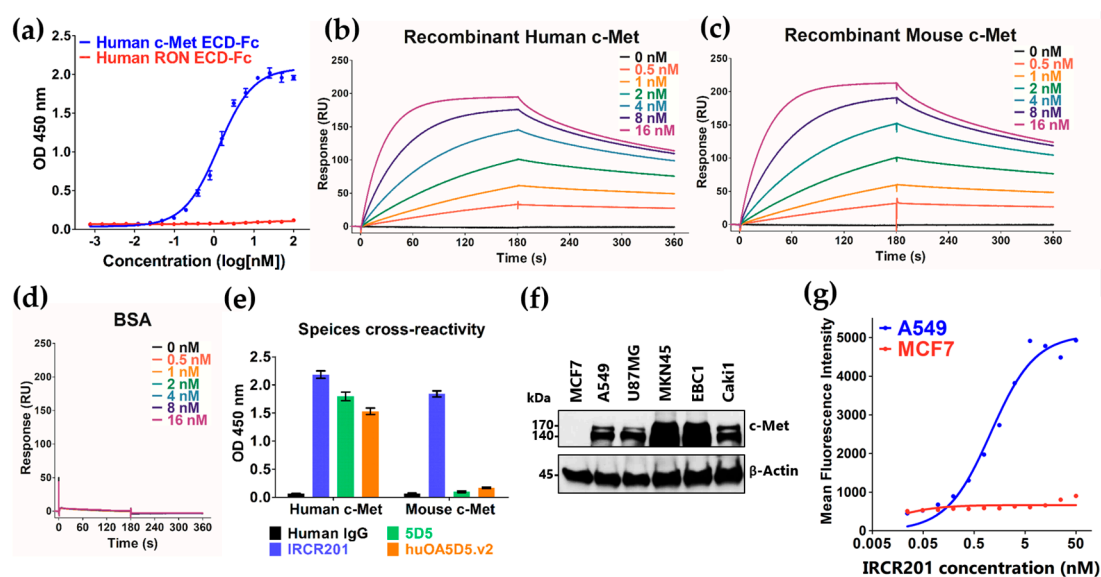 (a)
Human c-Met ECD-Fc
Human RON ECD-Fc
OD 450 nm
2.5
2.0
1.5
1.0
0.5
0.0
-3 -2 -1 0 1 2
Concentration (log[nM])
(b)
Recombinant Human c-Met
0 nM
0.5 nM
1 nM
2 nM
4 nM
8 nM
16 nM
Response (RU)
250
200
150
100
50
0
0 60 120 180 240 300 360
Time (s)
(c)
Recombinant Mouse c-Met
0 nM
0.5 nM
1 nM
2 nM
4 nM
8 nM
16 nM
Response (RU)
250
200
150
100
50
0
0 60 120 180 240 300 360
Time (s)
(d)
BSA
0 nM
0.5 nM
1 nM
2 nM
4 nM
8 nM
16 nM
Response (RU)
250
200
150
100
50
0
0 60 120 180 240 300 360
Time (s)
(e)
Speices cross-reactivity
OD 450 nm
2.5
2.0
1.5
1.0
0.5
0.0
Human c-Met Mouse c-Met
Human IgG 5D5
IRCR201 huOA5D5.v2
(f)
MCF7 A549 U87MG MKN45 EBC1 Caki1
kDa
170
140
c-Met
45
β-Actin
(g)
A549
MCF7
Mean Fluorescence Intensity
5000
4000
3000
2000
1000
0
0.005 0.05 0.5 5 50
IRCR201 concentration (nM)